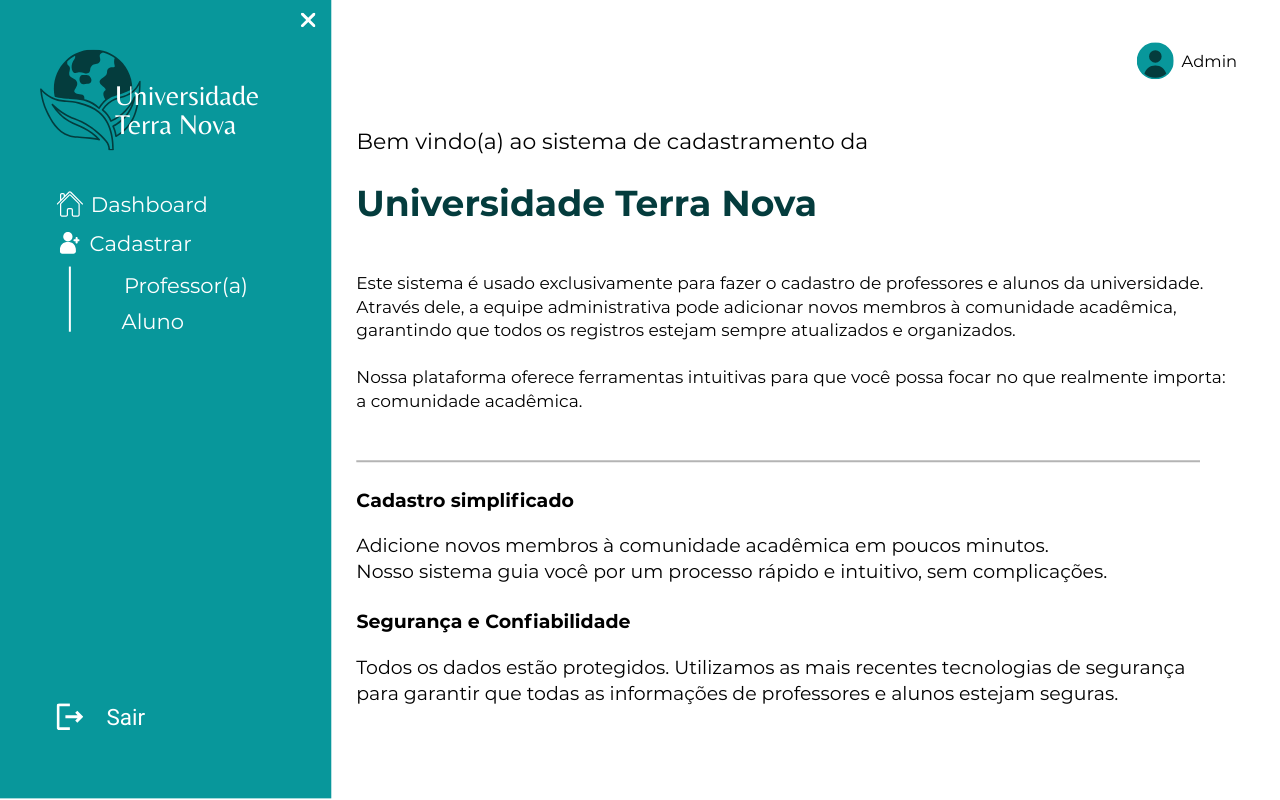 Universidade
Terra Nova
Dashboard
Cadastrar
Professor(a)
Aluno
Sair
Admin
Bem vindo(a) ao sistema de cadastramento da
Universidade Terra Nova
Este sistema é usado exclusivamente para fazer o cadastro de professores e alunos da universidade.
Através dele, a equipe administrativa pode adicionar novos membros à comunidade acadêmica,
garantindo que todos os registros estejam sempre atualizados e organizados.
Nossa plataforma oferece ferramentas intuitivas para que você possa focar no que realmente importa:
a comunidade acadêmica.
Cadastro simplificado
Adicione novos membros à comunidade acadêmica em poucos minutos.
Nosso sistema guia você por um processo rápido e intuitivo, sem complicações.
Segurança e Confiabilidade
Todos os dados estão protegidos. Utilizamos as mais recentes tecnologias de segurança
para garantir que todas as informações de professores e alunos estejam seguras.